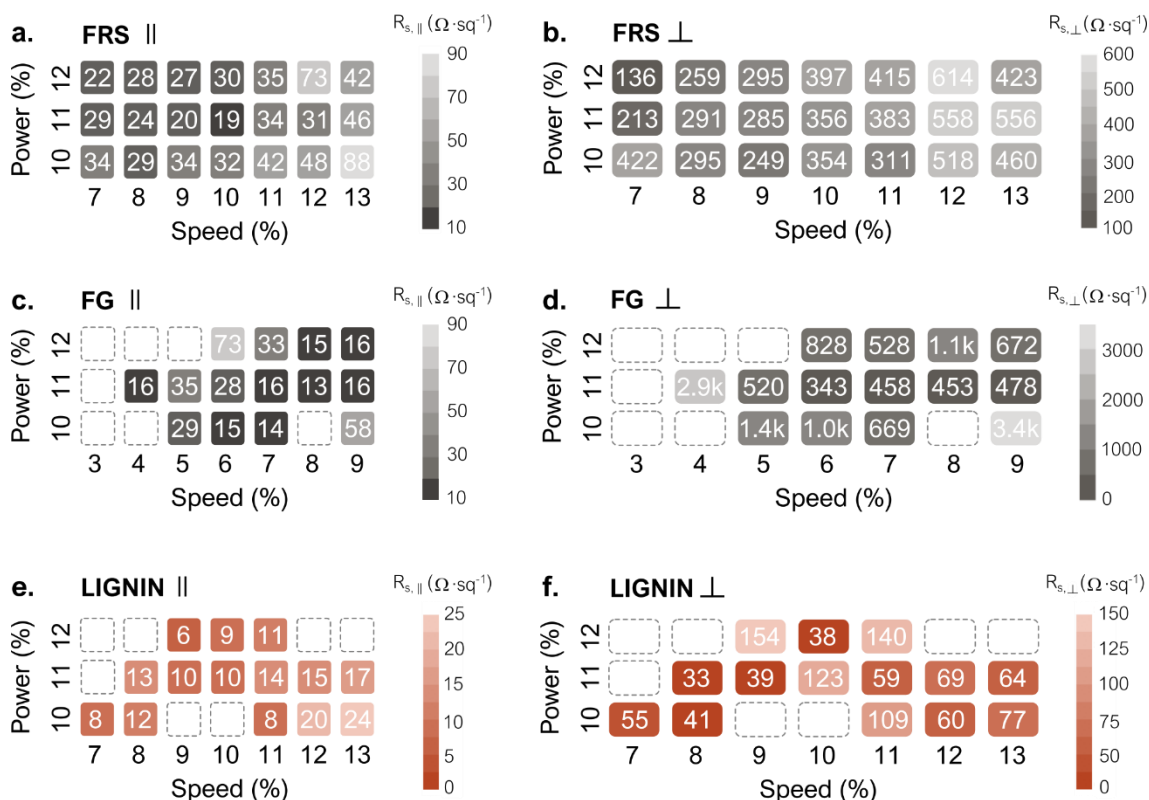 a. FRS ∥
R_s,∥ (Ω·sq⁻¹)
Power (%)
12 22 28 27 30 35 73 42
11 29 24 20 19 34 31 46
10 34 29 34 32 42 48 88
7 8 9 10 11 12 13
Speed (%)
90
70
50
30
10
b. FRS ⊥
R_s,⊥ (Ω·sq⁻¹)
Power (%)
12 136 259 295 397 415 614 423
11 213 291 285 356 383 558 556
10 422 295 249 354 311 518 460
7 8 9 10 11 12 13
Speed (%)
600
500
400
300
200
100
c. FG ∥
R_s,∥ (Ω·sq⁻¹)
Power (%)
12 73 33 15 16
11 16 35 28 16 13 16
10 29 15 14 58
3 4 5 6 7 8 9
Speed (%)
90
70
50
30
10
d. FG ⊥
R_s,⊥ (Ω·sq⁻¹)
Power (%)
12 828 528 1.1k 672
11 2.9k 520 343 458 453 478
10 1.4k 1.0k 669 3.4k
3 4 5 6 7 8 9
Speed (%)
3000
2000
1000
0
e. LIGNIN ∥
R_s,∥ (Ω·sq⁻¹)
Power (%)
12 6 9 11
11 13 10 10 14 15 17
10 8 12 8 20 24
7 8 9 10 11 12 13
Speed (%)
25
20
15
10
5
0
f. LIGNIN ⊥
R_s,⊥ (Ω·sq⁻¹)
Power (%)
12 154 38 140
11 33 39 123 59 69 64
10 55 41 109 60 77
7 8 9 10 11 12 13
Speed (%)
150
125
100
75
50
0